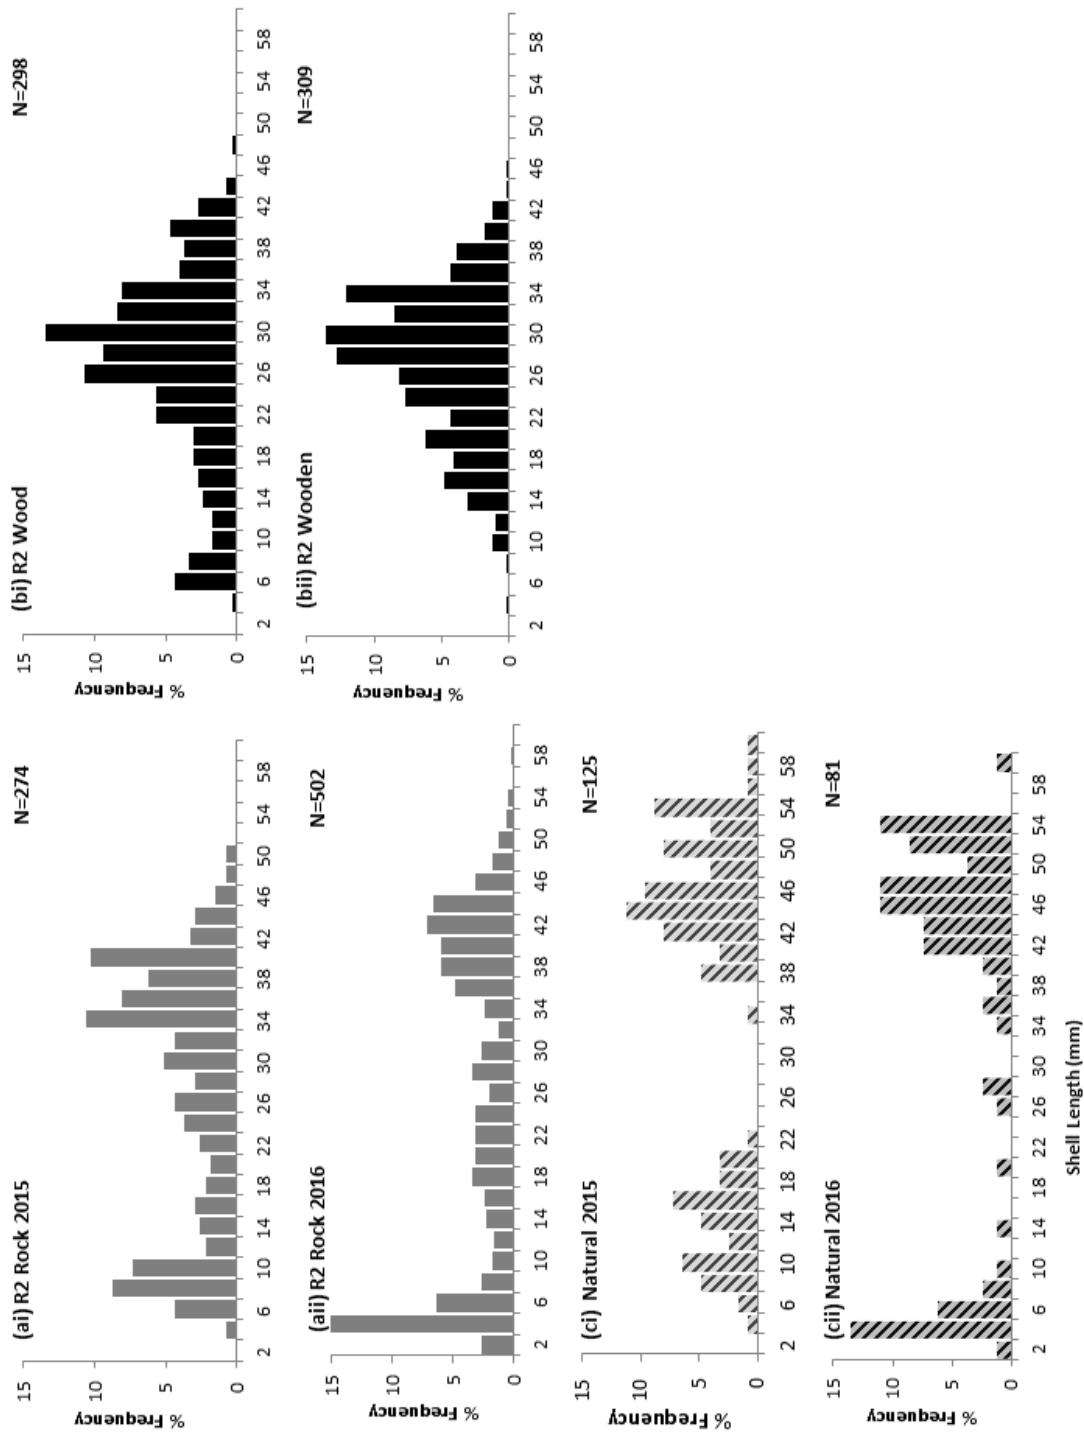 (ai) R2 Rock 2015
N=274
% Frequency
15
10
5
0
2 6 10 14 18 22 26 30 34 38 42 46 50 54 58
(bi) R2 Wood
N=298
% Frequency
15
10
5
0
2 6 10 14 18 22 26 30 34 38 42 46 50 54 58
(aii) R2 Rock 2016
N=502
% Frequency
15
10
5
0
2 6 10 14 18 22 26 30 34 38 42 46 50 54 58
(bii) R2 Wooden
N=309
% Frequency
15
10
5
0
2 6 10 14 18 22 26 30 34 38 42 46 50 54 58
(ci) Natural 2015
N=125
% Frequency
15
10
5
0
2 6 10 14 18 22 26 30 34 38 42 46 50 54 58
(cii) Natural 2016
N=81
% Frequency
15
10
5
0
2 6 10 14 18 22 26 30 34 38 42 46 50 54 58
Shell Length (mm)